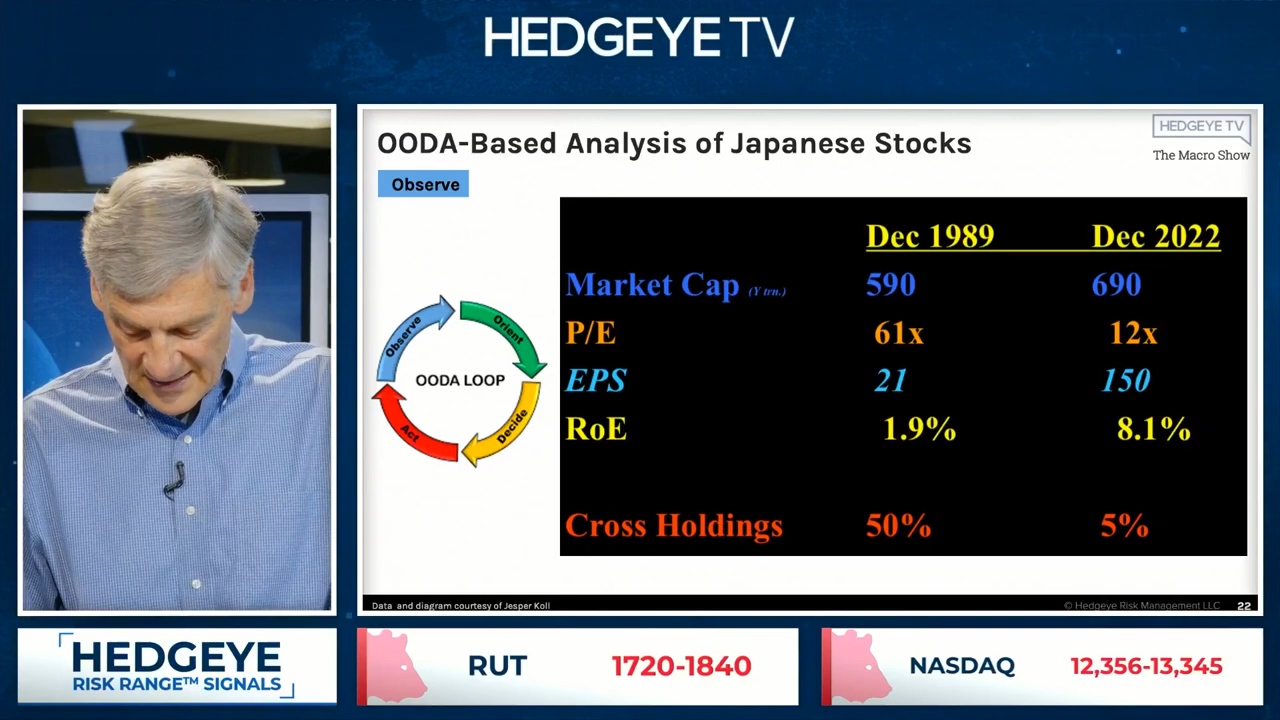 HEDGEYE TV
OODA-Based Analysis of Japanese Stocks
HEDGEYE TV
The Macro Show
Observe
Dec 1989 Dec 2022
Market Cap (Y trn.) 590 690
P/E 61x 12x
EPS 21 150
RoE 1.9% 8.1%
Cross Holdings 50% 5%
Observe
Orient
OODA LOOP
Decide
Act
Data and diagram courtesy of Jesper Koll
© Hedgeye Risk Management LLC 22
HEDGEYE
RISK RANGE™ SIGNALS
RUT 1720-1840
NASDAQ 12,356-13,345